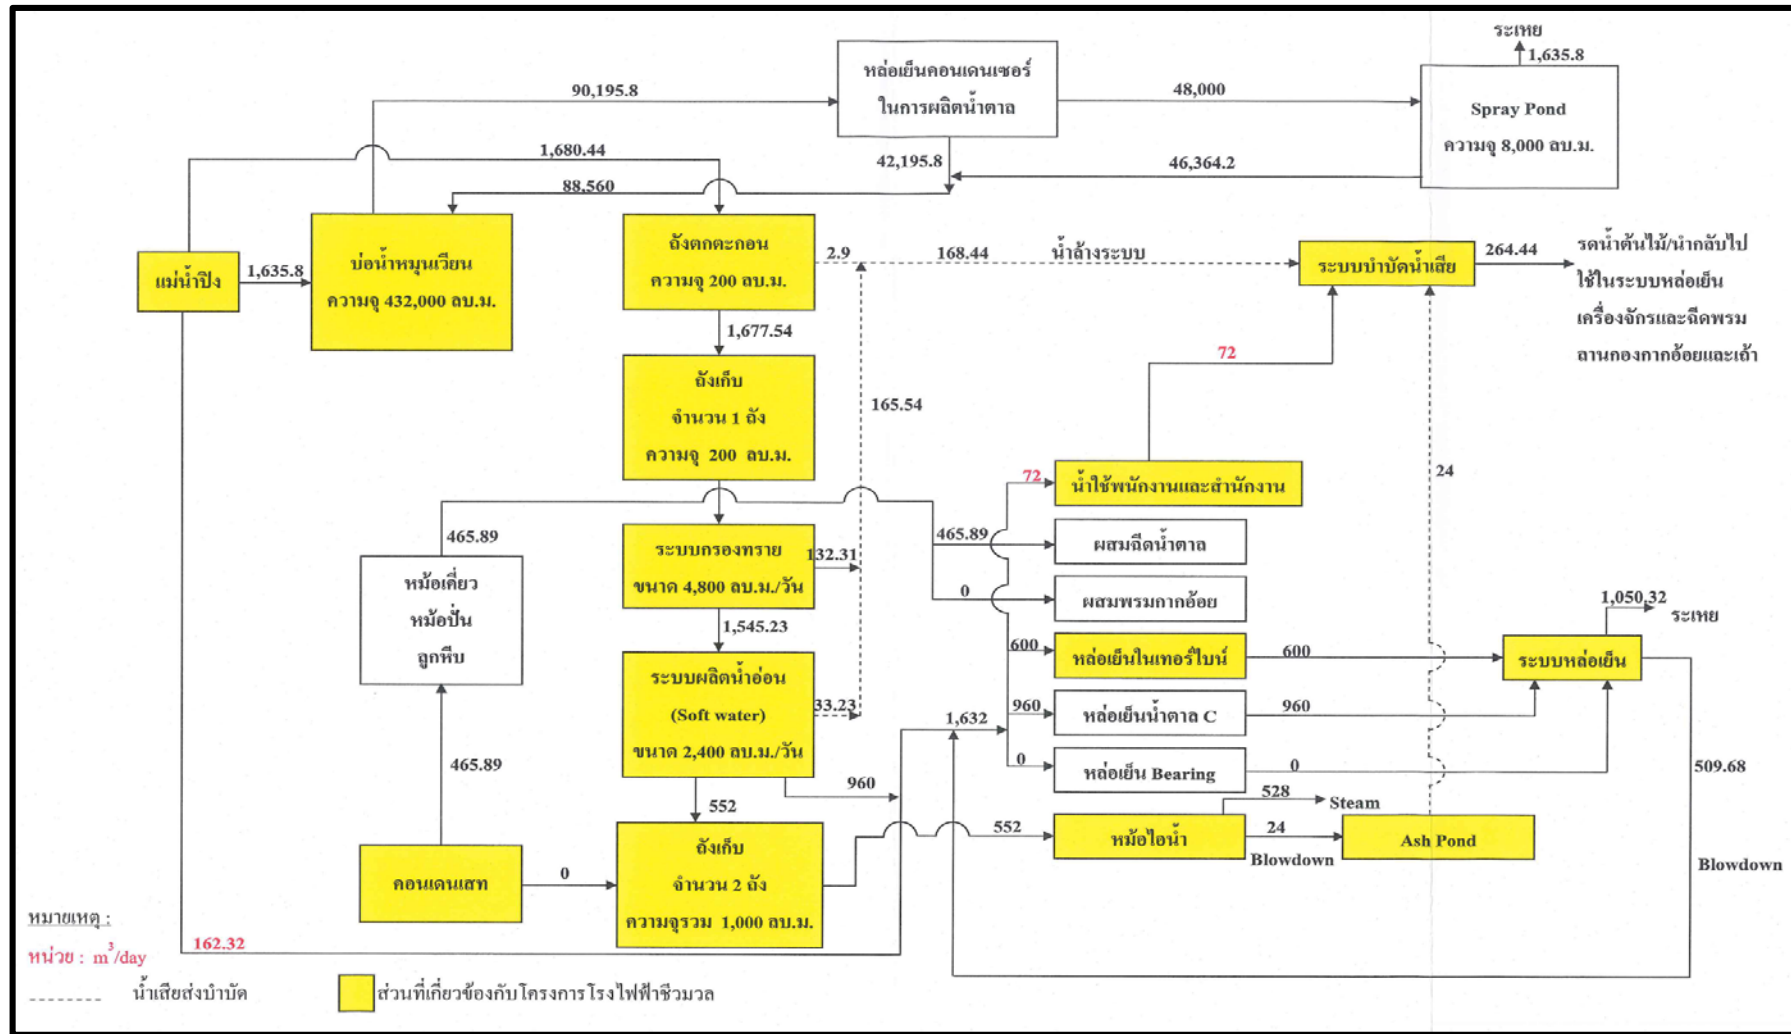 ระเหย
1,635.8
หล่อเย็นคอนเดนเซอร์
ในการผลิตน้ำตาล
90,195.8
48,000
Spray Pond
ความจุ 8,000 ลบ.ม.
1,680.44
42,195.8
46,364.2
88,560
แม่น้ำปิง
1,635.8
บ่อน้ำหมุนเวียน
ความจุ 432,000 ลบ.ม.
ถังตกตะกอน
ความจุ 200 ลบ.ม.
2.9
168.44
น้ำล้างระบบ
ระบบบำบัดน้ำเสีย
264.44
รดน้ำต้นไม้/นำกลับไป
ใช้ในระบบหล่อเย็น
เครื่องจักรและฉีดพรม
ลานกองกากอ้อยและเถ้า
1,677.54
72
ถังเก็บ
จำนวน 1 ถัง
ความจุ 200 ลบ.ม.
165.54
24
72
น้ำใช้พนักงานและสำนักงาน
465.89
465.89
ผสมฉีดน้ำตาล
ระบบกรองทราย
ขนาด 4,800 ลบ.ม./วัน
132.31
หม้อเคี่ยว
หม้อปั่น
ลูกหีบ
0
ผสมพรมกากอ้อย
1,545.23
1,050.32
ระเหย
600
หล่อเย็นในเทอร์ไบน์
600
ระบบหล่อเย็น
ระบบผลิตน้ำอ่อน
(Soft water)
ขนาด 2,400 ลบ.ม./วัน
33.23
1,632
960
หล่อเย็นน้ำตาล C
960
465.89
0
หล่อเย็น Bearing
0
509.68
960
552
528
Steam
552
หม้อไอน้ำ
24
Blowdown
Ash Pond
Blowdown
คอนเดนเสท
0
ถังเก็บ
จำนวน 2 ถัง
ความจุรวม 1,000 ลบ.ม.
หมายเหตุ :
162.32
หน่วย : m³/day
น้ำเสียส่งบำบัด
ส่วนที่เกี่ยวข้องกับโครงการโรงไฟฟ้าชีวมวล